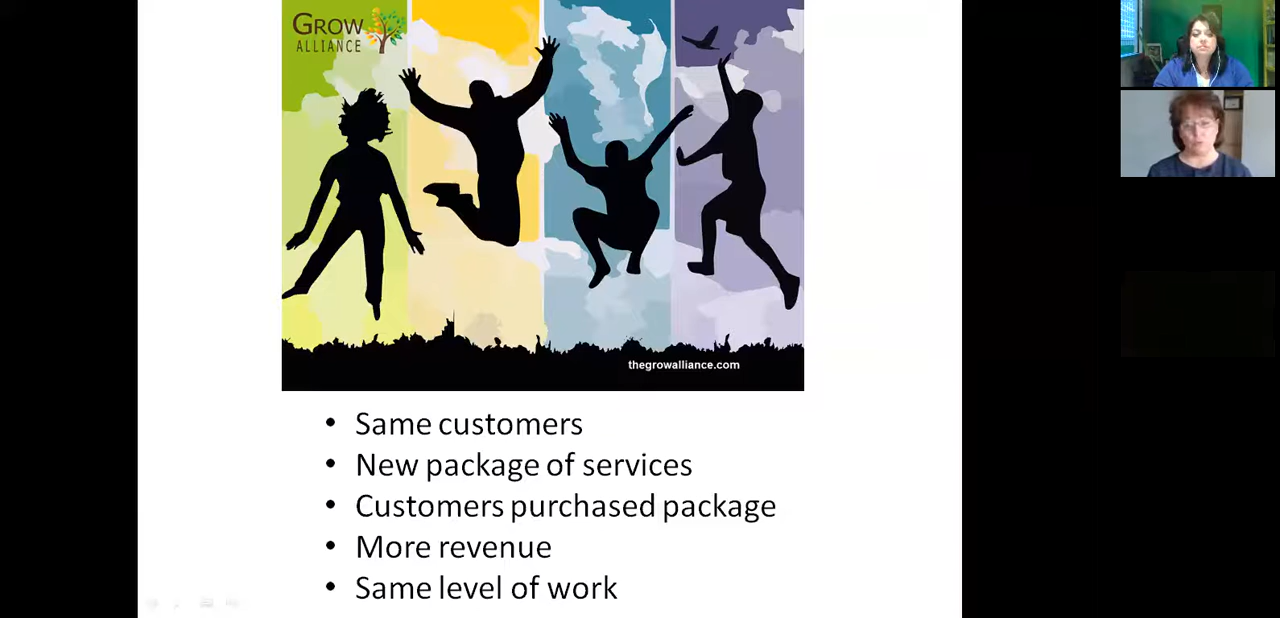 GROW
ALLIANCE
thegrowalliance.com
• Same customers
• New package of services
• Customers purchased package
• More revenue
• Same level of work